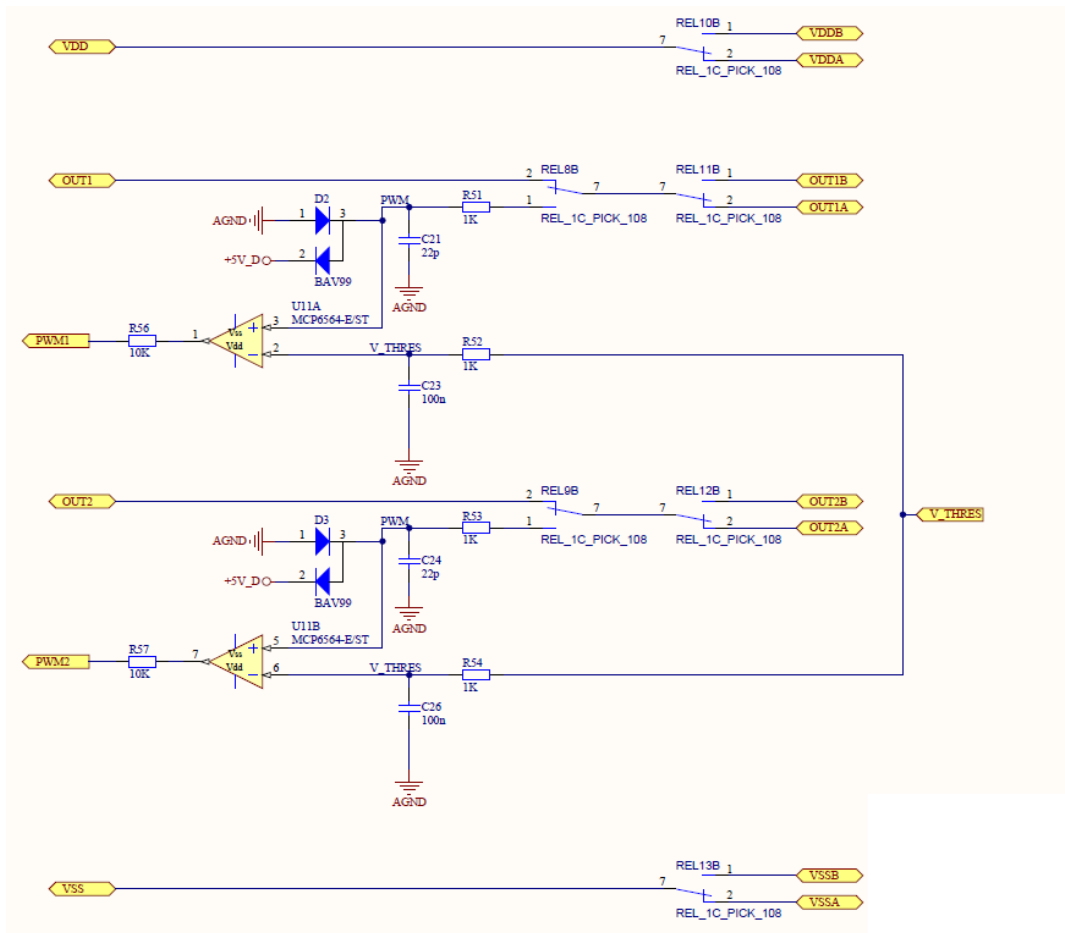 REL10B
VDD
7
1
VDDB
2
VDDA
REL_1C_PICK_108
OUT1
2
REL8B
7
7
REL11B
1
OUT1B
D2
PWM
R51
1
2
OUT1A
AGND
1
3
1K
REL_1C_PICK_108
REL_1C_PICK_108
+5V_D
2
C21
22p
BAV99
AGND
U11A
MCP6564-E/ST
PWM1
R56
10K
1
Vss
Vdd
+
3
−
2
V_THRES
R52
1K
C23
100n
AGND
OUT2
2
REL9B
7
7
REL12B
1
OUT2B
V_THRES
D3
PWM
R53
1
2
OUT2A
AGND
1
3
1K
REL_1C_PICK_108
REL_1C_PICK_108
+5V_D
2
C24
22p
BAV99
AGND
U11B
MCP6564-E/ST
PWM2
R57
10K
7
Vss
Vdd
+
5
−
6
V_THRES
R54
1K
C26
100n
AGND
REL13B
VSS
7
1
VSSB
2
VSSA
REL_1C_PICK_108